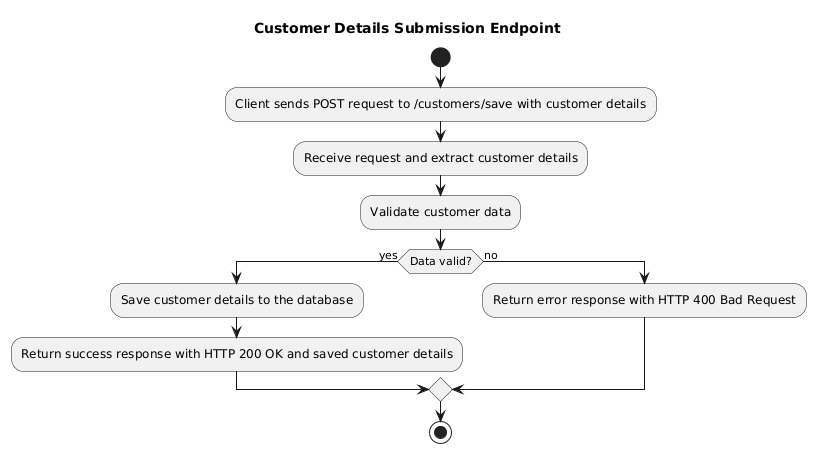 Customer Details Submission Endpoint
Client sends POST request to /customers/save with customer details
Receive request and extract customer details
Validate customer data
yes
Data valid?
no
Save customer details to the database
Return error response with HTTP 400 Bad Request
Return success response with HTTP 200 OK and saved customer details